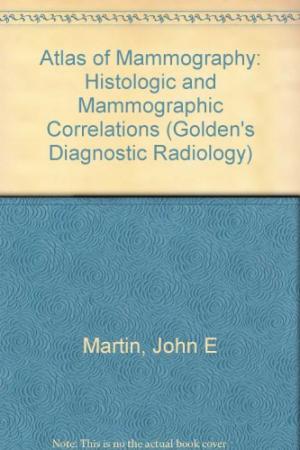 Atlas of Mammography:
Histologic and
Mammographic
Correlations (Golden's
Diagnostic Radiology)
Martin, John E
Note: This is no the actual book cover